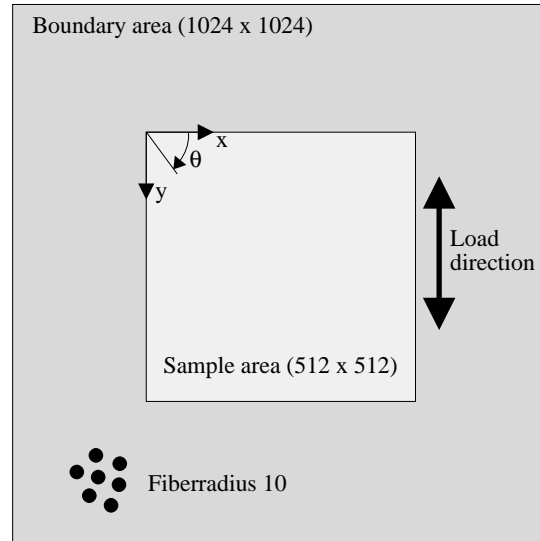 Boundary area (1024 x 1024)
x
θ
y
Load
direction
Sample area (512 x 512)
Fiberradius 10